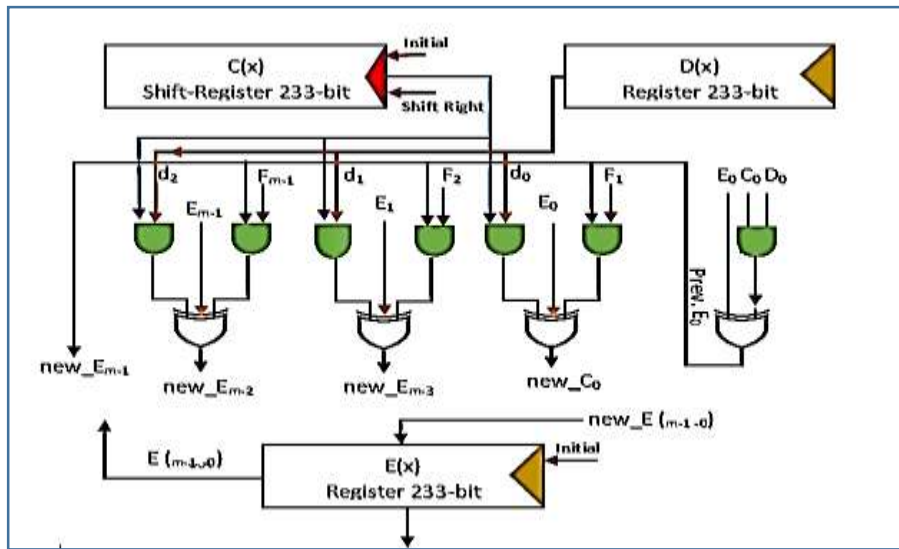 Initial
C(x)
Shift-Register 233-bit
Shift Right
D(x)
Register 233-bit
d₂
Fₘ₋₁
d₁
F₂
d₀
F₁
E₀ C₀ D₀
Eₘ₋₁
E₁
E₀
Prev. E₀
new_Eₘ₋₁
new_Eₘ₋₂
new_Eₘ₋₃
new_C₀
new_E (ₘ₋₁ ₋₀)
Initial
E(x)
Register 233-bit